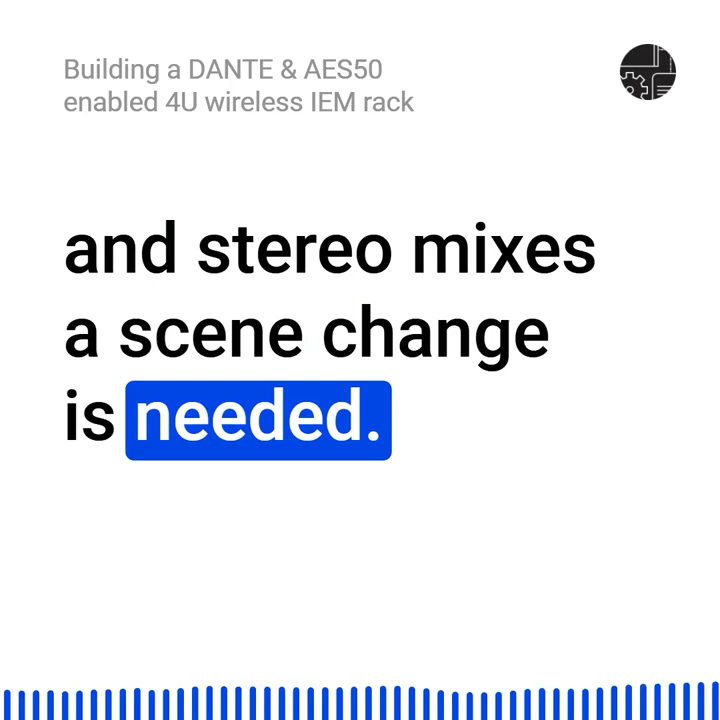 Building a DANTE & AES50
enabled 4U wireless IEM rack
and stereo mixes
a scene change
is needed.